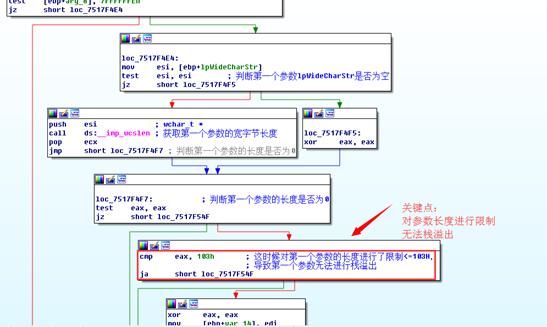 jz short loc_7517F4E4
loc_7517F4E4:
mov esi, [ebp+lpWideCharStr]
test esi, esi ; 判断第一个参数lpWideCharStr是否为空
jz short loc_7517F4F5
push esi ; wchar_t *
call ds:__imp_wcslen ; 获取第一个参数的宽字节长度
pop ecx
jmp short loc_7517F4F7 ; 判断第一个参数的长度是否为0
loc_7517F4F5:
xor eax, eax
loc_7517F4F7: ; 判断第一个参数的长度是否为0
test eax, eax
jz short loc_7517F54F
关键点：
对参数长度进行限制
无法栈溢出
cmp eax, 103h ; 这时候对第一个参数的长度进行了限制<=103H,
; 导致第一个参数无法进行栈溢出
ja short loc_7517F54F
xor eax, eax
mov [ebp+var_14], edi